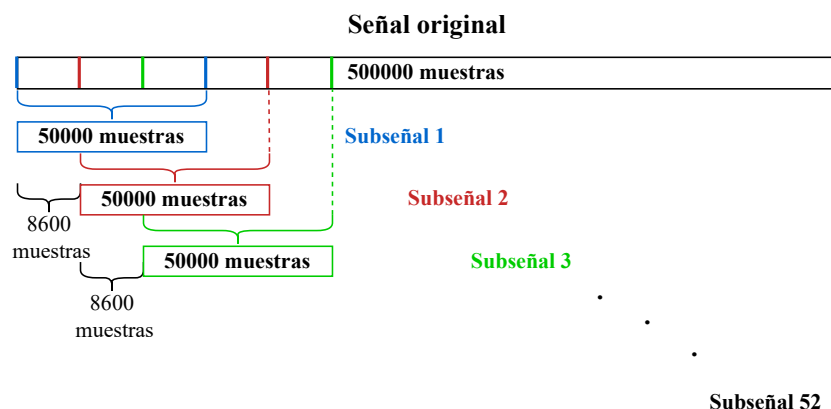 Señal original
500000 muestras
50000 muestras
Subseñal 1
50000 muestras
Subseñal 2
8600
muestras
50000 muestras
Subseñal 3
8600
muestras
Subseñal 52